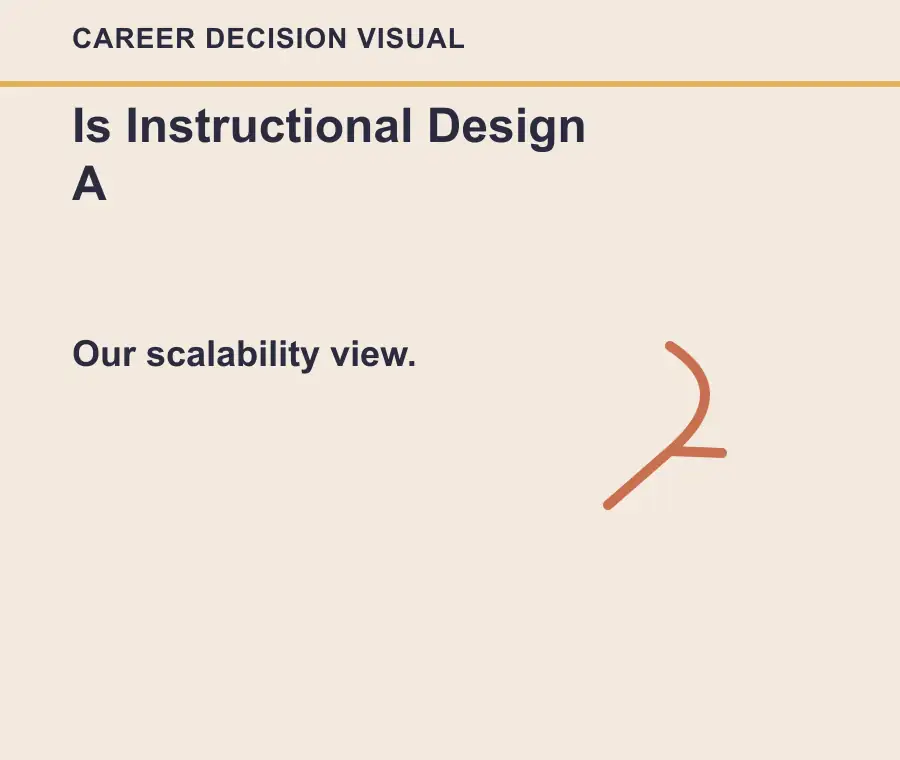 CAREER DECISION VISUAL
Is Instructional Design
A
Our scalability view.